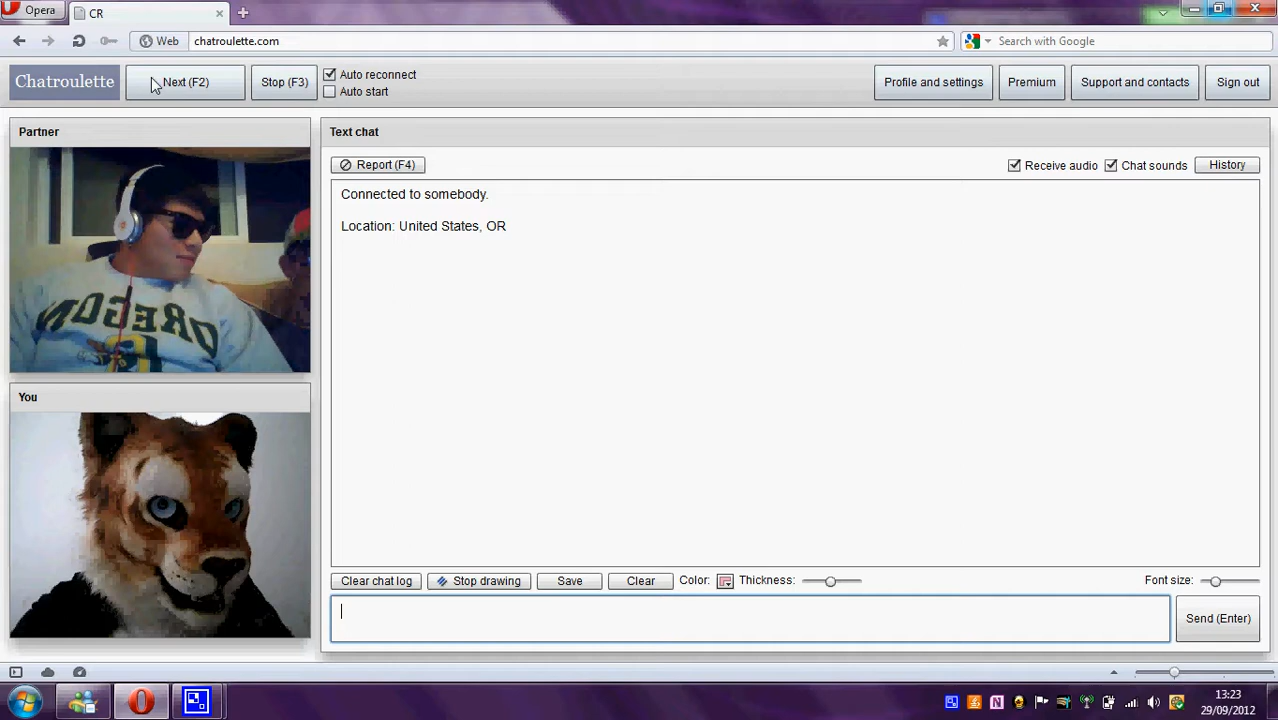 Opera
CR
Web
chatroulette.com
Search with Google
Chatroulette
Next (F2)
Stop (F3)
Auto reconnect
Auto start
Profile and settings
Premium
Support and contacts
Sign out
Partner
OREGON
You
Text chat
Report (F4)
Receive audio
Chat sounds
History
Connected to somebody.
Location: United States, OR
Clear chat log
Stop drawing
Save
Clear
Color:
Thickness:
Font size:
Send (Enter)
13:23
29/09/2012